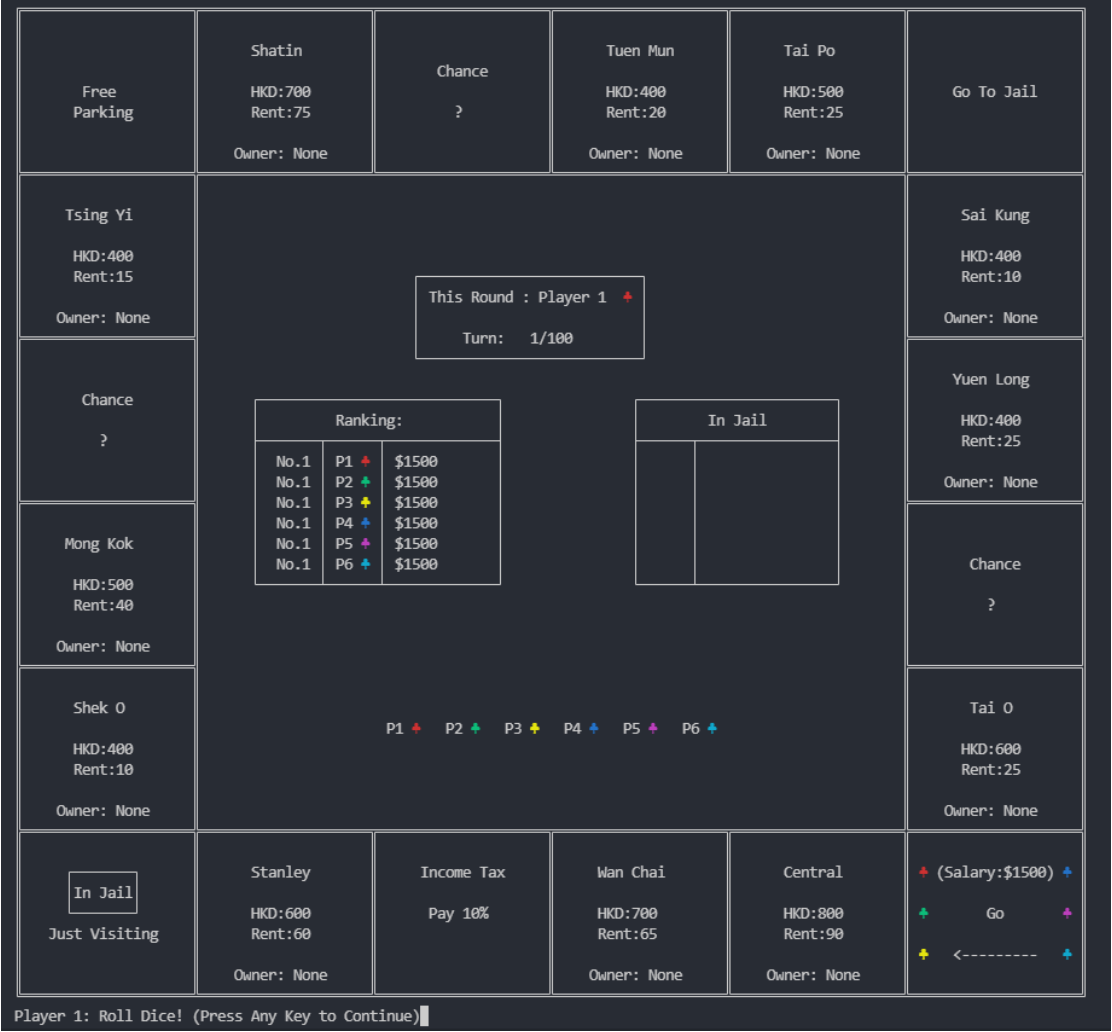 Free
Parking
Shatin
HKD:700
Rent:75
Owner: None
Chance
?
Tuen Mun
HKD:400
Rent:20
Owner: None
Tai Po
HKD:500
Rent:25
Owner: None
Go To Jail
Tsing Yi
HKD:400
Rent:15
Owner: None
Sai Kung
HKD:400
Rent:10
Owner: None
This Round : Player 1
Turn: 1/100
Chance
?
Yuen Long
HKD:400
Rent:25
Owner: None
Ranking:
No.1 P1 $1500
No.1 P2 $1500
No.1 P3 $1500
No.1 P4 $1500
No.1 P5 $1500
No.1 P6 $1500
In Jail
Mong Kok
HKD:500
Rent:40
Owner: None
Chance
?
Shek O
HKD:400
Rent:10
Owner: None
P1 P2 P3 P4 P5 P6
Tai O
HKD:600
Rent:25
Owner: None
In Jail
Just Visiting
Stanley
HKD:600
Rent:60
Owner: None
Income Tax
Pay 10%
Wan Chai
HKD:700
Rent:65
Owner: None
Central
HKD:800
Rent:90
Owner: None
(Salary:$1500)
Go
<---------
Player 1: Roll Dice! (Press Any Key to Continue)